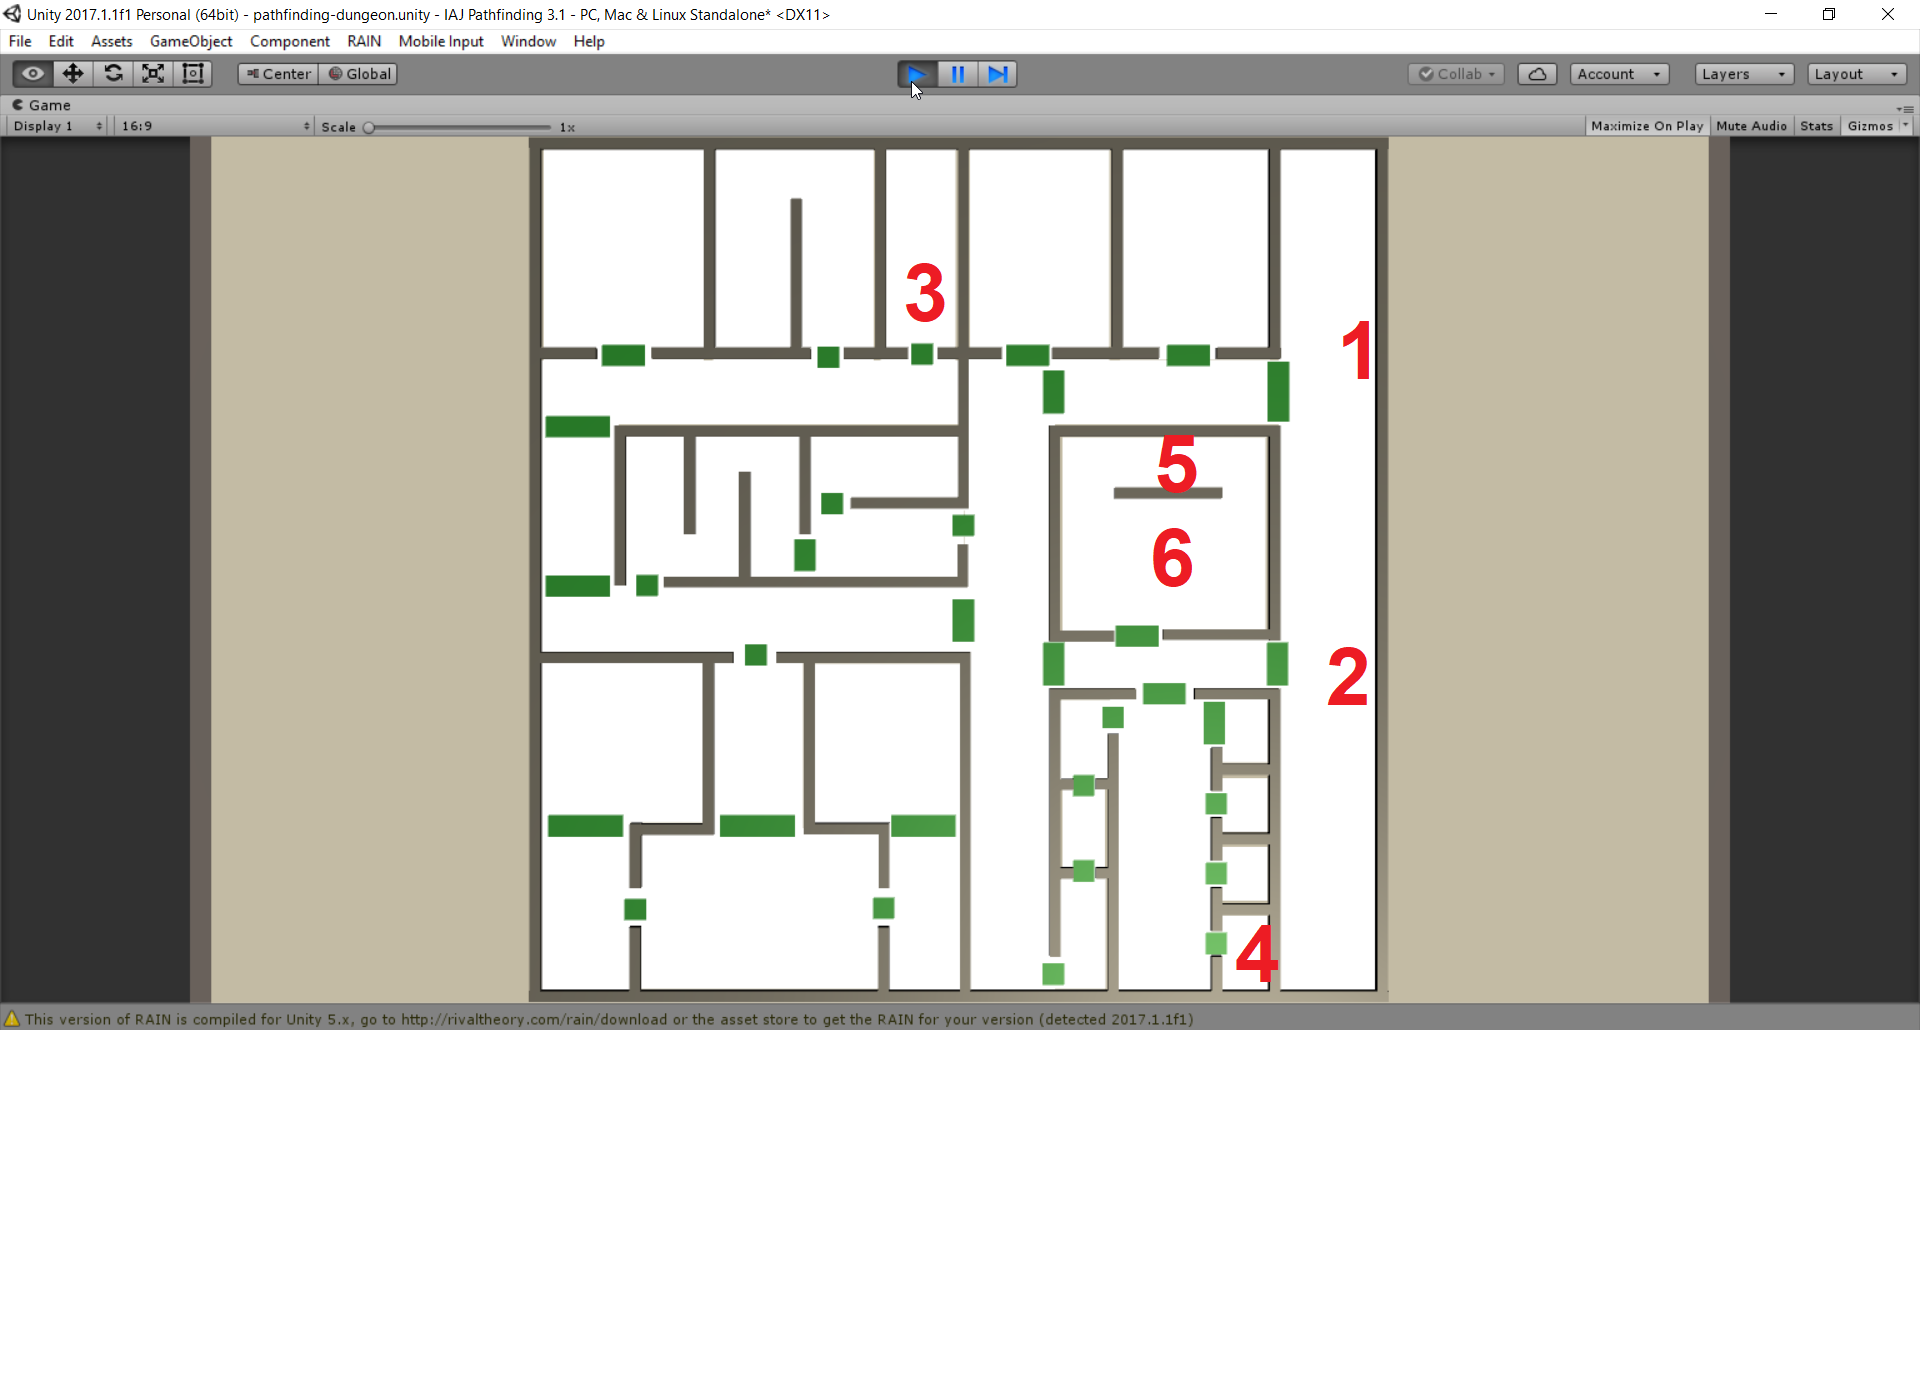 Unity 2017.1.1f1 Personal (64bit) - pathfinding-dungeon.unity - IAJ Pathfinding 3.1 - PC, Mac & Linux Standalone* <DX11>
File Edit Assets GameObject Component RAIN Mobile Input Window Help
Center Global Collab Account Layers Layout
Game
Display 1 16:9 Scale 1x Maximize On Play Mute Audio Stats Gizmos
3
1
5
6
2
4
This version of RAIN is compiled for Unity 5.x, go to http://rivaltheory.com/rain/download or the asset store to get the RAIN for your version (detected 2017.1.1f1)